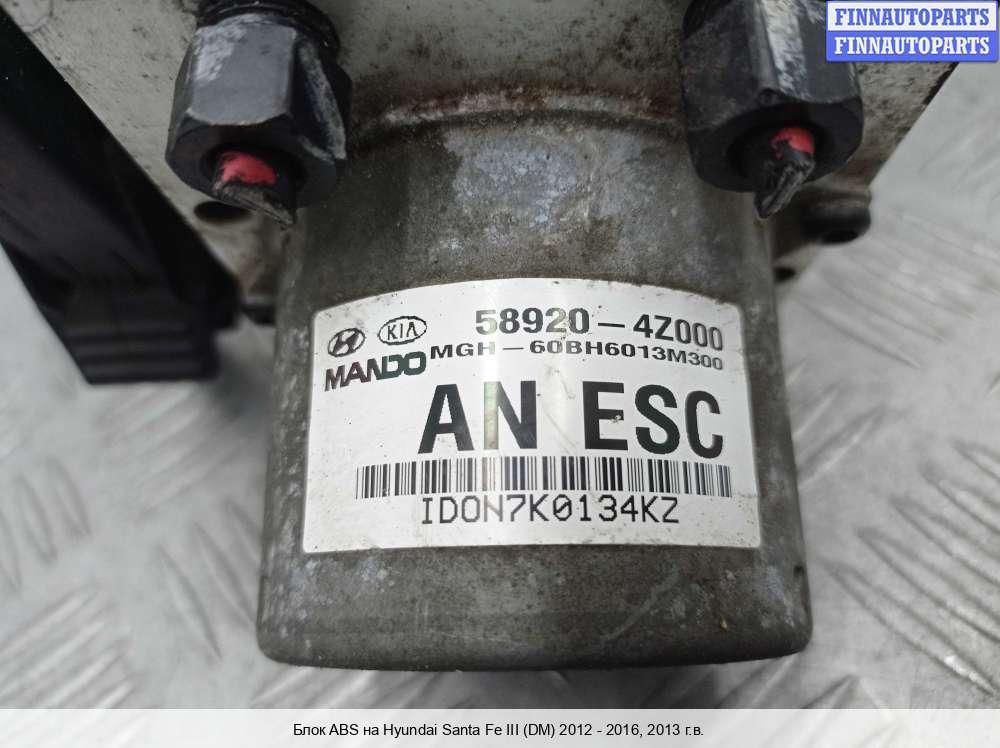 FINNAUTOPARTS
FINNAUTOPARTS
KIA 58920-4Z000
MANDO MGH-60BH6013M300
AN ESC
IDON7K0134KZ
Блок ABS на Hyundai Santa Fe III (DM) 2012 - 2016, 2013 г.в.